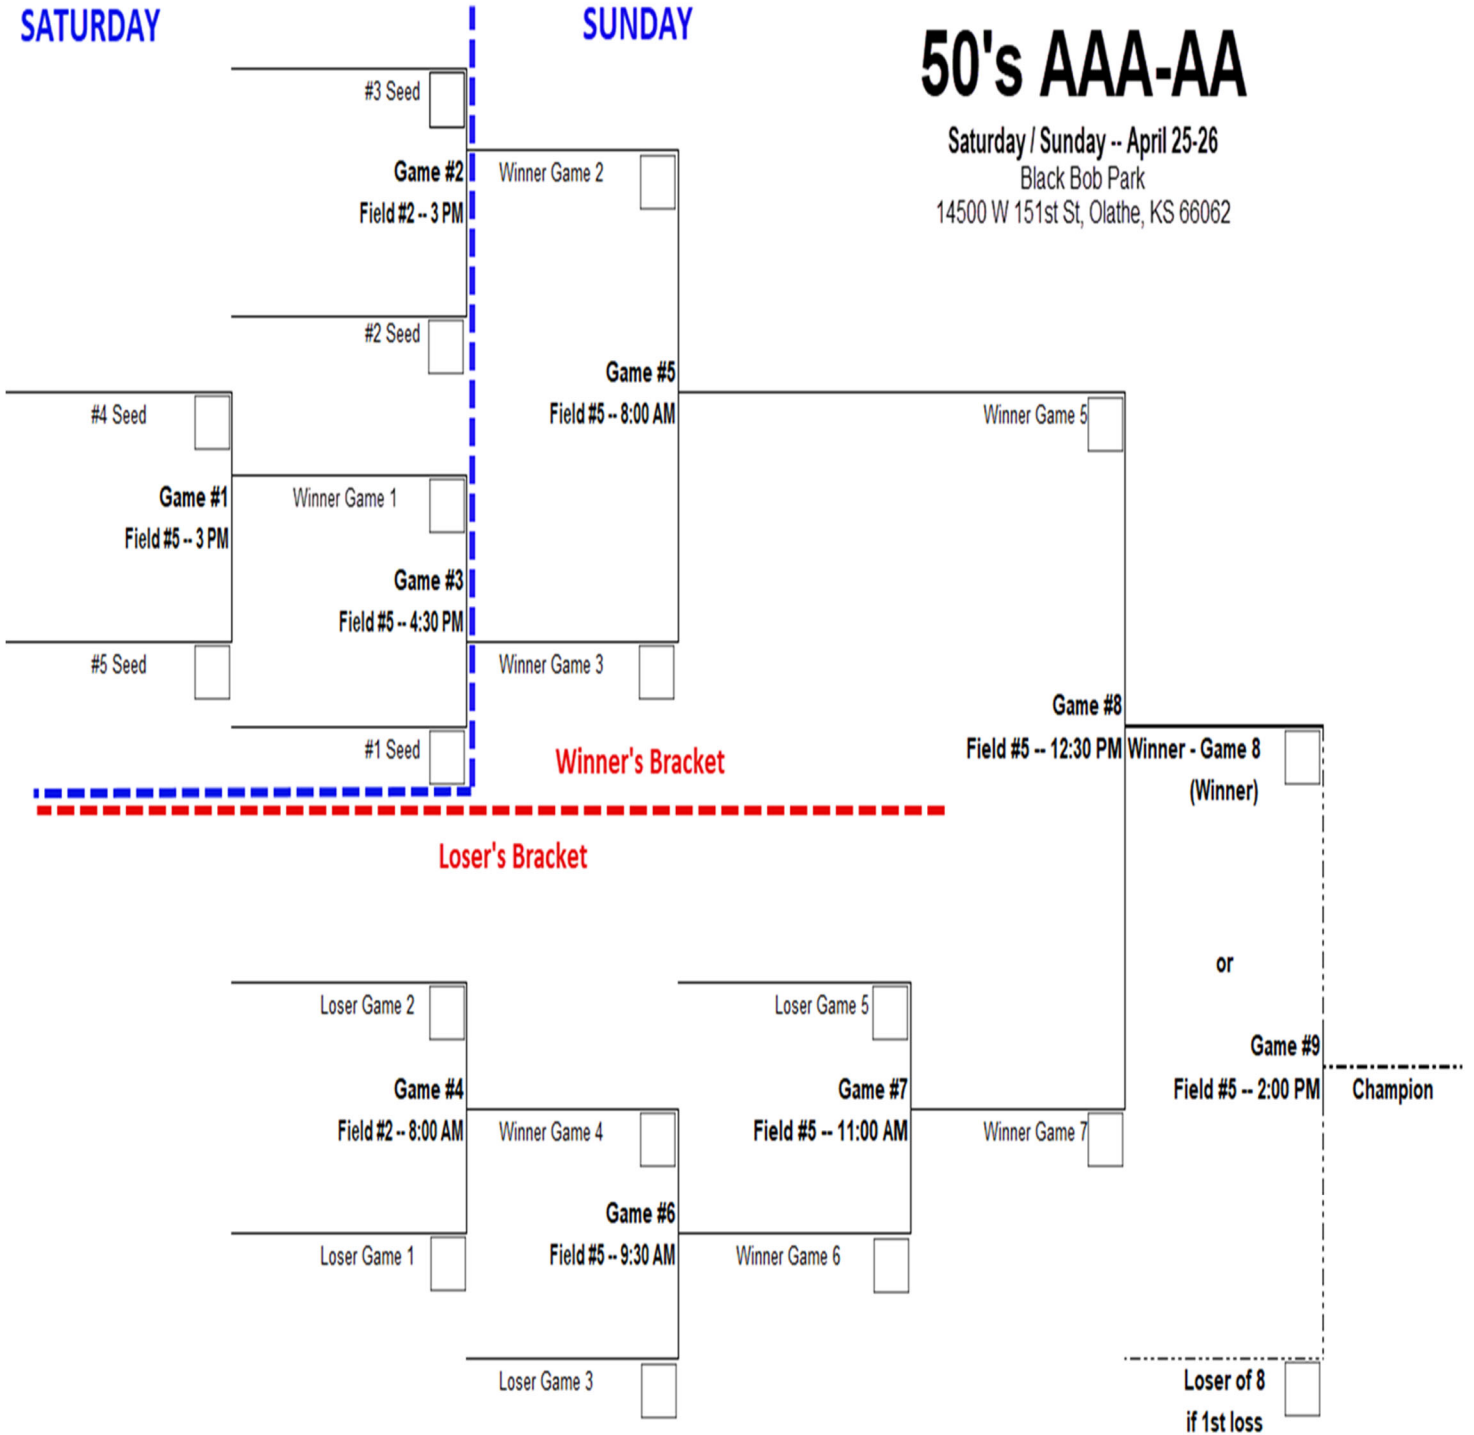 SATURDAY
SUNDAY
50's AAA-AA
Saturday / Sunday -- April 25-26
Black Bob Park
14500 W 151st St, Olathe, KS 66062
#3 Seed
Game #2
Field #2 -- 3 PM
#2 Seed
Winner Game 2
Game #5
Field #5 -- 8:00 AM
#4 Seed
Game #1
Field #5 -- 3 PM
#5 Seed
Winner Game 1
Game #3
Field #5 -- 4:30 PM
#1 Seed
Winner Game 3
Winner Game 5
Game #8
Field #5 -- 12:30 PM
Winner - Game 8
(Winner)
Winner's Bracket
Loser's Bracket
Loser Game 2
Game #4
Field #2 -- 8:00 AM
Loser Game 1
Winner Game 4
Game #6
Field #5 -- 9:30 AM
Loser Game 3
Loser Game 5
Game #7
Field #5 -- 11:00 AM
Winner Game 6
Winner Game 7
or
Game #9
Field #5 -- 2:00 PM
Champion
Loser of 8
if 1st loss